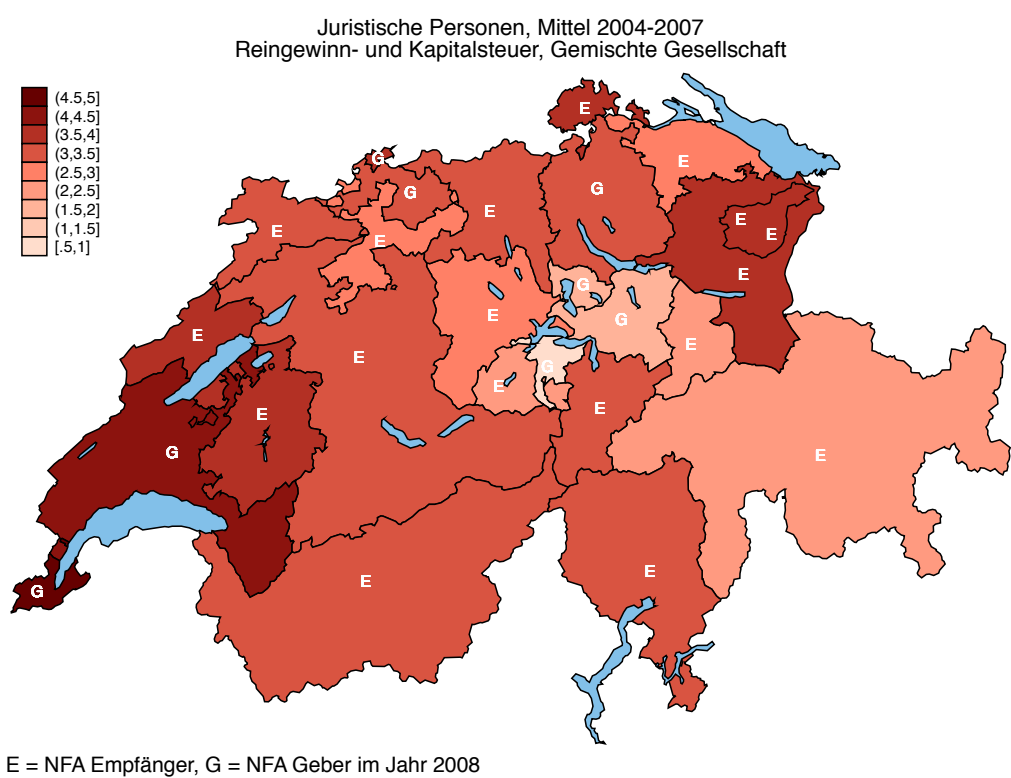 Juristische Personen, Mittel 2004-2007
Reingewinn- und Kapitalsteuer, Gemischte Gesellschaft
(4.5,5]
(4,4.5]
(3.5,4]
(3,3.5]
(2.5,3]
(2,2.5]
(1.5,2]
(1,1.5]
[.5,1]
E
G
E
G
G
E
E
E
E
E
E
G
E
G
E
E
E
E
G
E
E
E
G
E
E
E
G
E = NFA Empfänger, G = NFA Geber im Jahr 2008